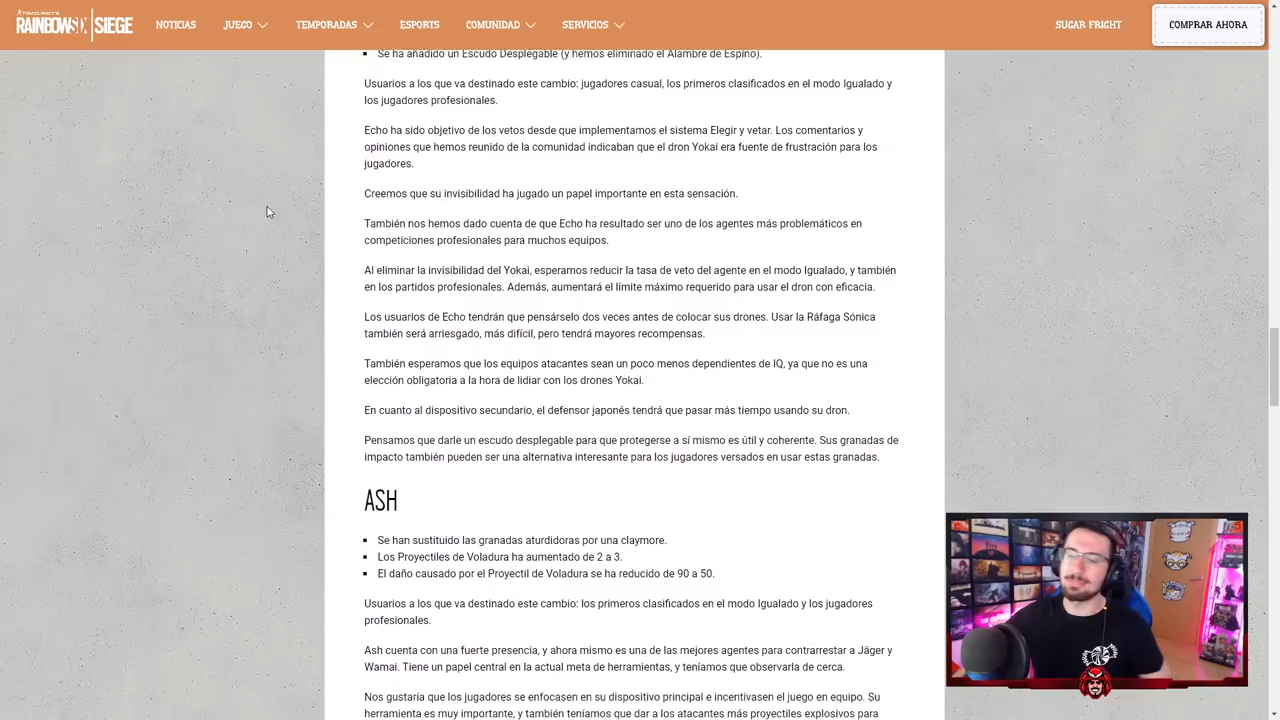 TOM CLANCY'S
RAINBOWSIX SIEGE
NOTICIAS
JUEGO
TEMPORADAS
ESPORTS
COMUNIDAD
SERVICIOS
SUGAR FRIGHT
COMPRAR AHORA
Se ha añadido un Escudo Desplegable (y hemos eliminado el Alambre de Espino).
Usuarios a los que va destinado este cambio: jugadores casual, los primeros clasificados en el modo Igualado y
los jugadores profesionales.
Echo ha sido objetivo de los vetos desde que implementamos el sistema Elegir y vetar. Los comentarios y
opiniones que hemos reunido de la comunidad indicaban que el dron Yokai era fuente de frustración para los
jugadores.
Creemos que su invisibilidad ha jugado un papel importante en esta sensación.
También nos hemos dado cuenta de que Echo ha resultado ser uno de los agentes más problemáticos en
competiciones profesionales para muchos equipos.
Al eliminar la invisibilidad del Yokai, esperamos reducir la tasa de veto del agente en el modo Igualado, y también
en los partidos profesionales. Además, aumentará el límite máximo requerido para usar el dron con eficacia.
Los usuarios de Echo tendrán que pensárselo dos veces antes de colocar sus drones. Usar la Ráfaga Sónica
también será arriesgado, más difícil, pero tendrá mayores recompensas.
También esperamos que los equipos atacantes sean un poco menos dependientes de IQ, ya que no es una
elección obligatoria a la hora de lidiar con los drones Yokai.
En cuanto al dispositivo secundario, el defensor japonés tendrá que pasar más tiempo usando su dron.
Pensamos que darle un escudo desplegable para que protegerse a sí mismo es útil y coherente. Sus granadas de
impacto también pueden ser una alternativa interesante para los jugadores versados en usar estas granadas.
ASH
Se han sustituido las granadas aturdidoras por una claymore.
Los Proyectiles de Voladura ha aumentado de 2 a 3.
El daño causado por el Proyectil de Voladura se ha reducido de 90 a 50.
Usuarios a los que va destinado este cambio: los primeros clasificados en el modo Igualado y los jugadores
profesionales.
Ash cuenta con una fuerte presencia, y ahora mismo es una de las mejores agentes para contrarrestar a Jäger y
Wamai. Tiene un papel central en la actual meta de herramientas, y teníamos que observarla de cerca.
Nos gustaría que los jugadores se enfocasen en su dispositivo principal e incentivasen el juego en equipo. Su
herramienta es muy importante, y también teníamos que dar a los atacantes más proyectiles explosivos para